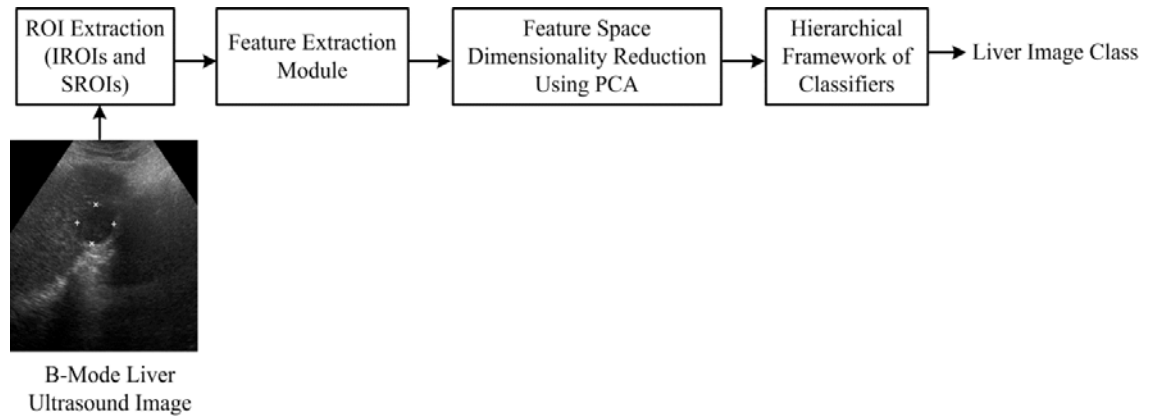 ROI Extraction
(IROIs and
SROIs)
Feature Extraction
Module
Feature Space
Dimensionality Reduction
Using PCA
Hierarchical
Framework of
Classifiers
Liver Image Class
B-Mode Liver
Ultrasound Image